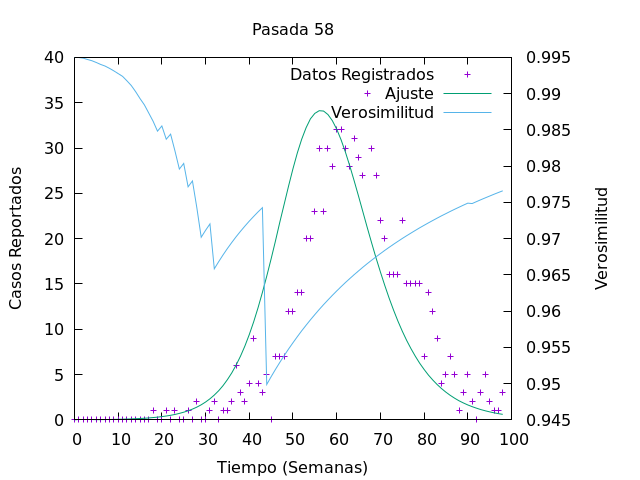 Pasada 58
40
35
30
25
20
15
10
5
0
Casos Reportados
Datos Registrados
Ajuste
Verosimilitud
0.995
0.99
0.985
0.98
0.975
0.97
0.965
0.96
0.955
0.95
0.945
Verosimilitud
0 10 20 30 40 50 60 70 80 90 100
Tiempo (Semanas)